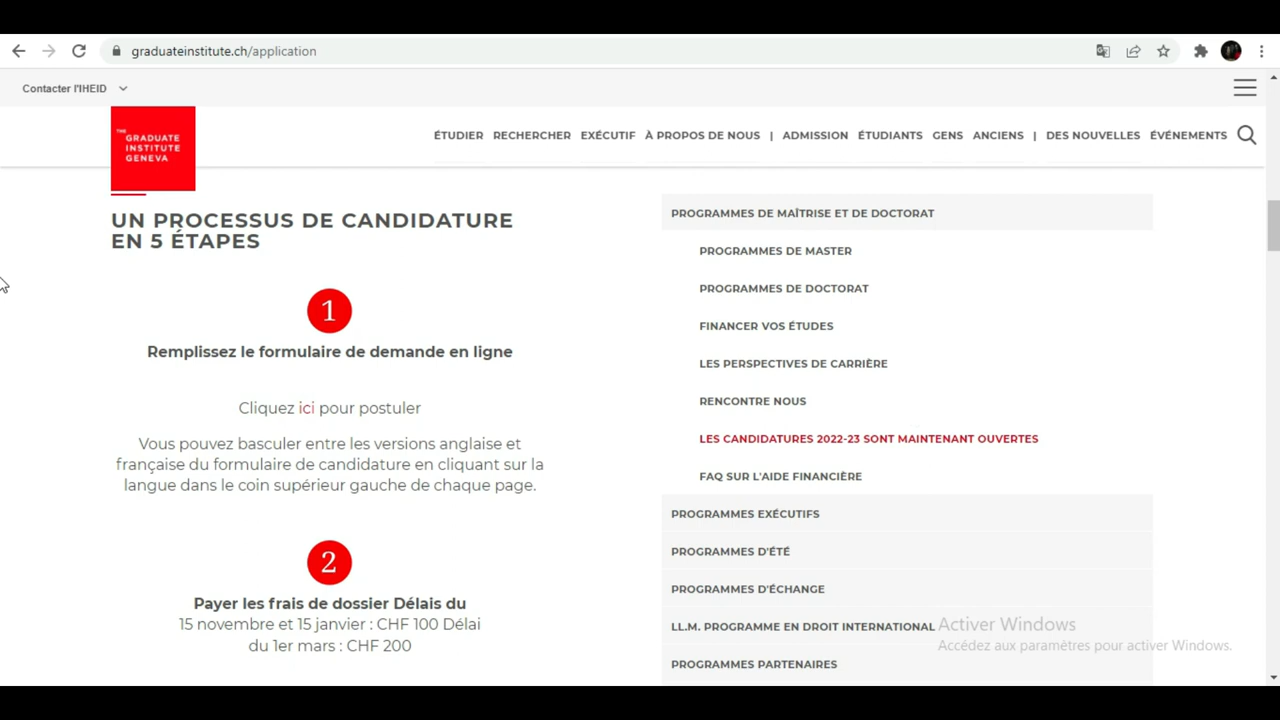 graduateinstitute.ch/application
Contacter l'IHEID
THE
GRADUATE
INSTITUTE
GENEVA
ÉTUDIER RECHERCHER EXÉCUTIF À PROPOS DE NOUS | ADMISSION ÉTUDIANTS GENS ANCIENS | DES NOUVELLES ÉVÉNEMENTS
UN PROCESSUS DE CANDIDATURE
EN 5 ÉTAPES
1
Remplissez le formulaire de demande en ligne
Cliquez ici pour postuler
Vous pouvez basculer entre les versions anglaise et
française du formulaire de candidature en cliquant sur la
langue dans le coin supérieur gauche de chaque page.
2
Payer les frais de dossier Délais du
15 novembre et 15 janvier : CHF 100 Délai
du 1er mars : CHF 200
PROGRAMMES DE MAÎTRISE ET DE DOCTORAT
PROGRAMMES DE MASTER
PROGRAMMES DE DOCTORAT
FINANCER VOS ÉTUDES
LES PERSPECTIVES DE CARRIÈRE
RENCONTRE NOUS
LES CANDIDATURES 2022-23 SONT MAINTENANT OUVERTES
FAQ SUR L'AIDE FINANCIÈRE
PROGRAMMES EXÉCUTIFS
PROGRAMMES D'ÉTÉ
PROGRAMMES D'ÉCHANGE
LL.M. PROGRAMME EN DROIT INTERNATIONAL
PROGRAMMES PARTENAIRES
Activer Windows
Accédez aux paramètres pour activer Windows.